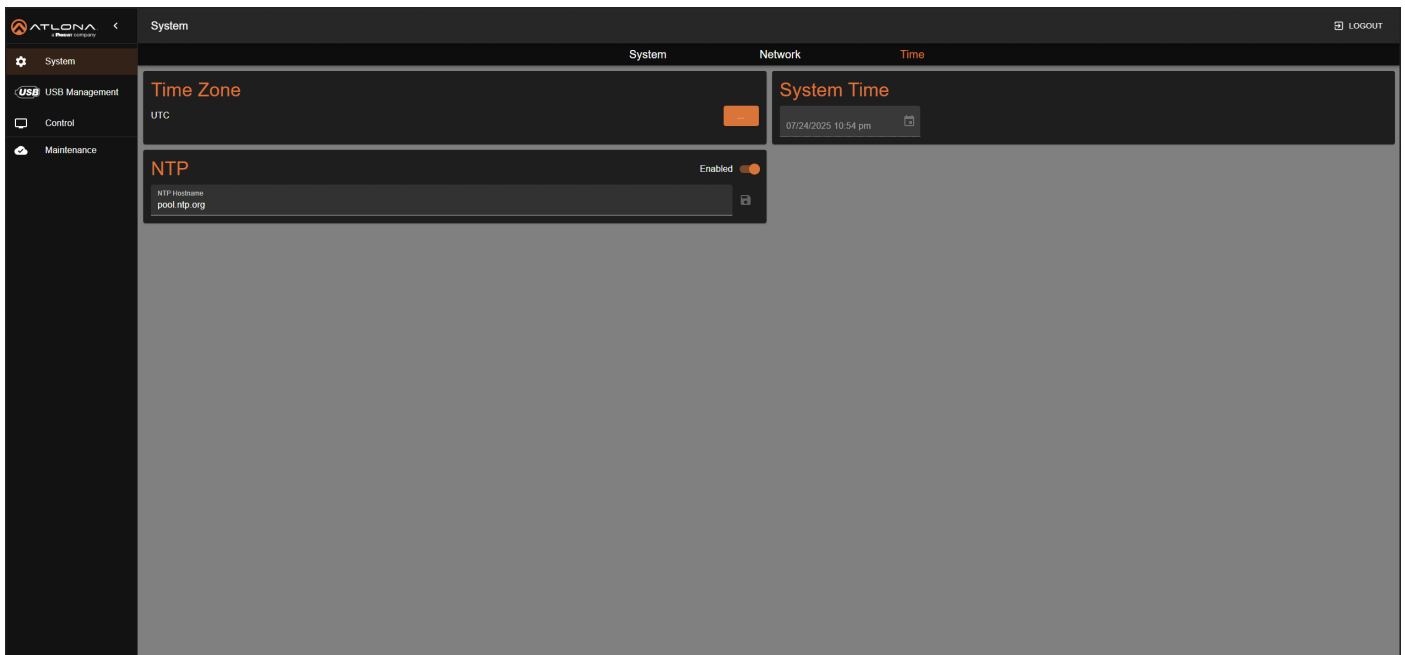 ATLONA
a Panduit company
System
LOGOUT
System
Network
Time
System
USB USB Management
Control
Maintenance
Time Zone
UTC
...
System Time
07/24/2025 10:54 pm
NTP
Enabled
NTP Hostname
pool.ntp.org